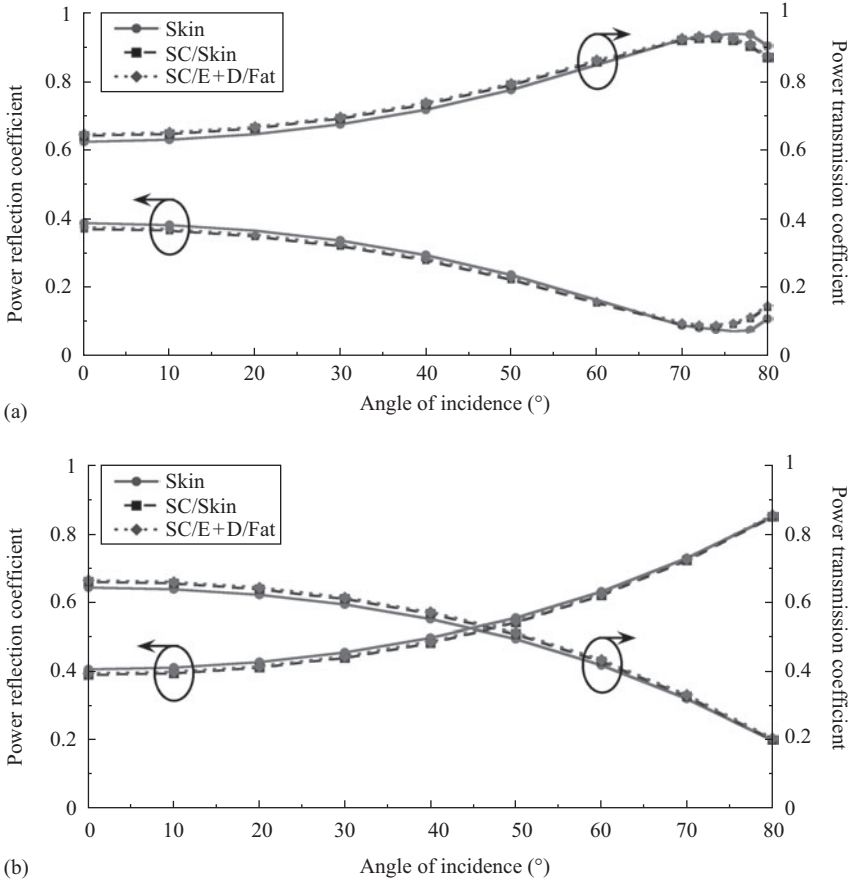 1
0.8
0.6
0.4
0.2
0
Power reflection coefficient
Skin
SC/Skin
SC/E+D/Fat
1
0.8
0.6
0.4
0.2
0
Power transmission coefficient
0 10 20 30 40 50 60 70 80
Angle of incidence (°)
(a)
1
0.8
0.6
0.4
0.2
0
Power reflection coefficient
Skin
SC/Skin
SC/E+D/Fat
1
0.8
0.6
0.4
0.2
0
Power transmission coefficient
0 10 20 30 40 50 60 70 80
Angle of incidence (°)
(b)